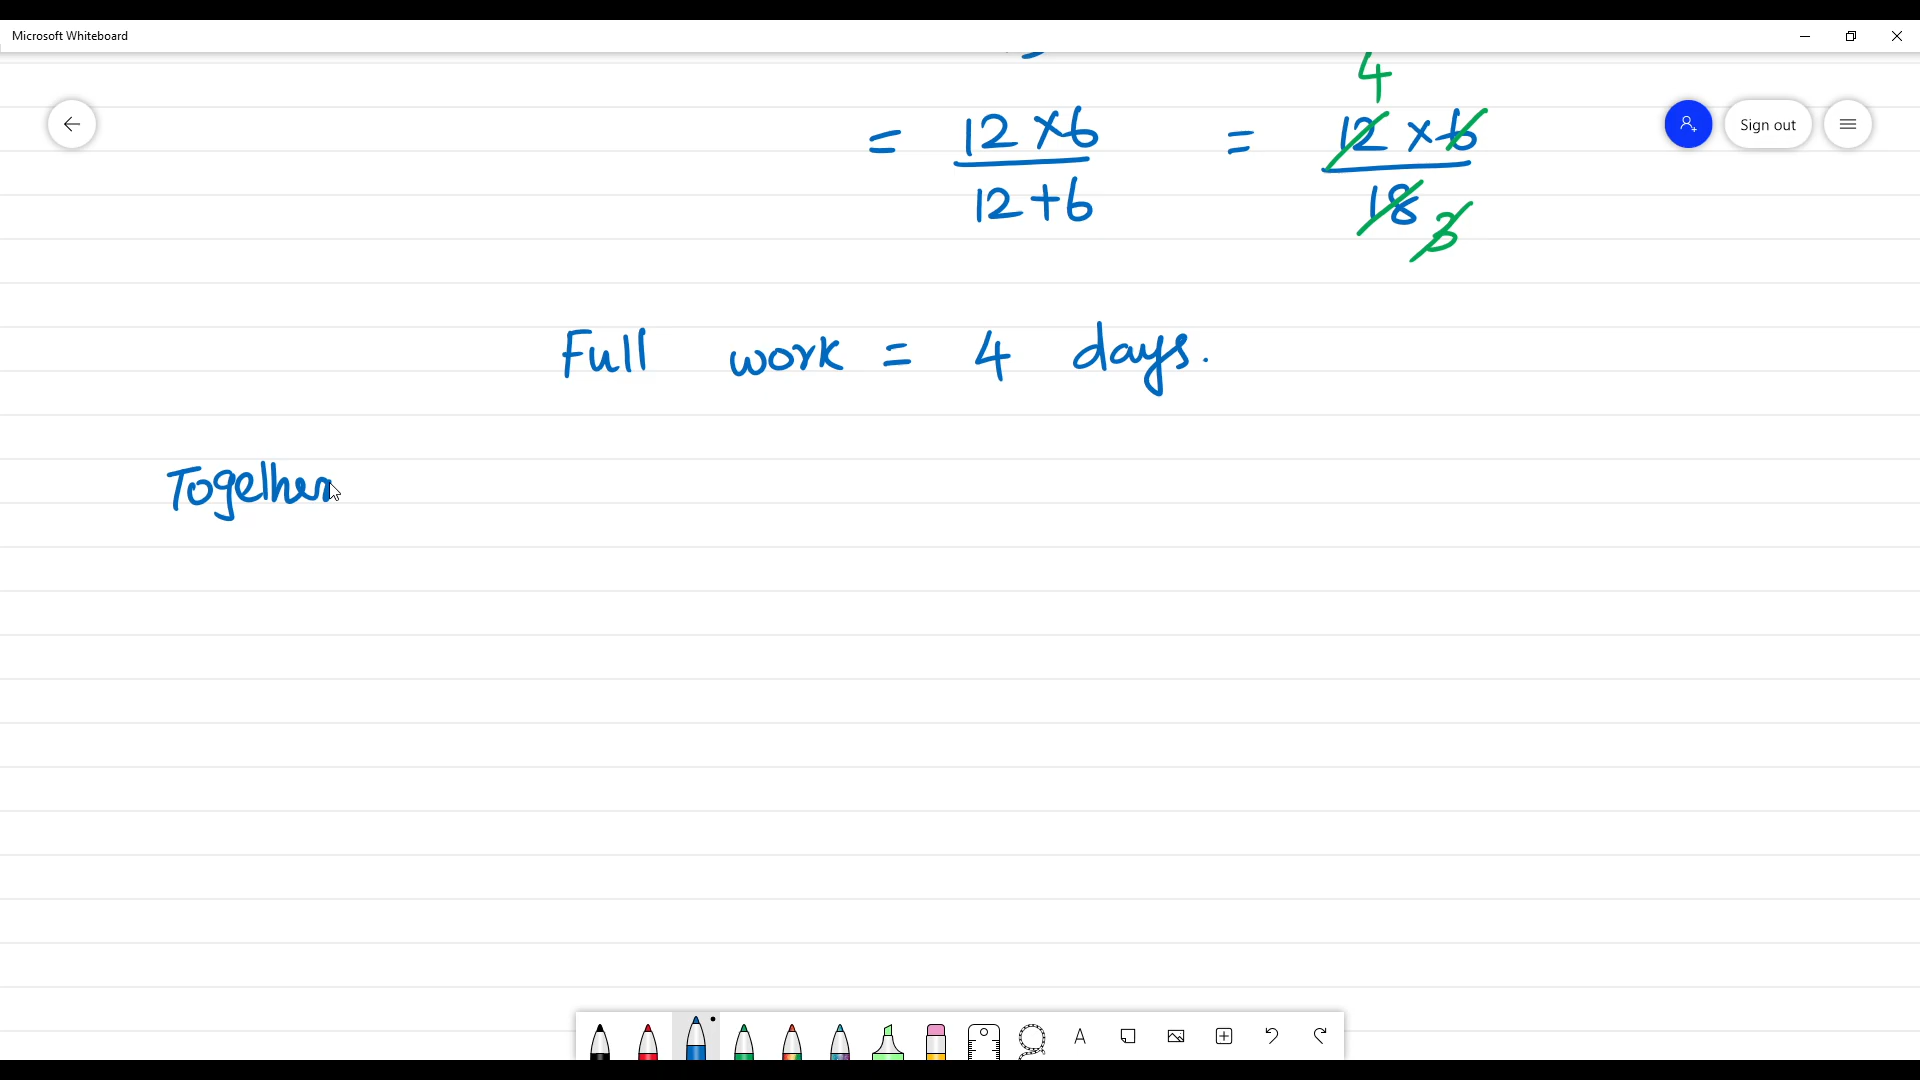 Microsoft Whiteboard
4
= 12 × 6 = 12 × 6
12 + 6 18 3
Sign out
Full work = 4 days.
Together
A